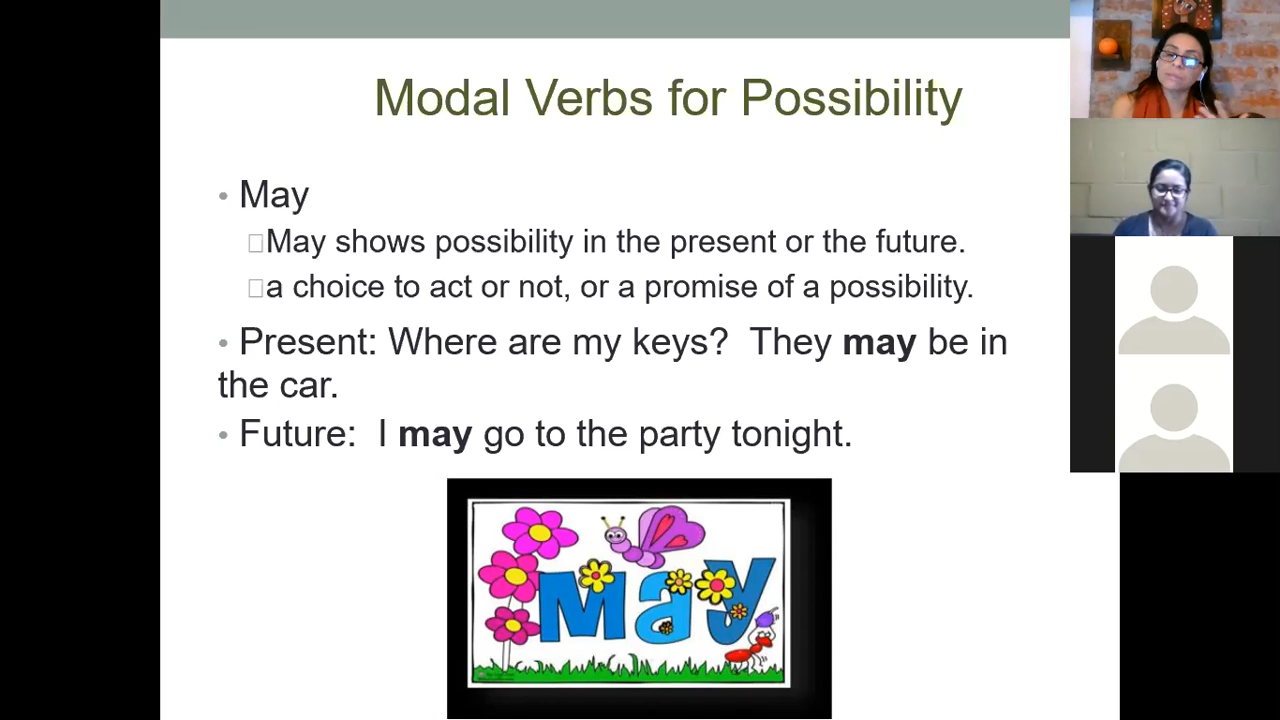 Modal Verbs for Possibility
• May
□May shows possibility in the present or the future.
□a choice to act or not, or a promise of a possibility.
• Present: Where are my keys?  They may be in
the car.
• Future:  I may go to the party tonight.
May